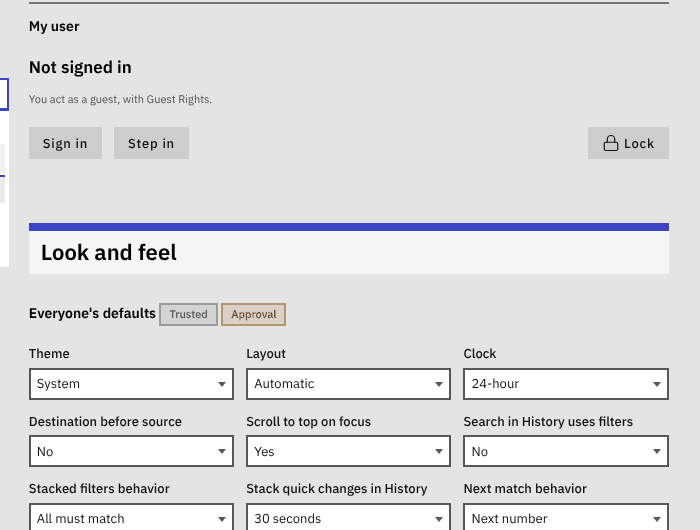 My user
Not signed in
You act as a guest, with Guest Rights.
Sign in Step in Lock
Look and feel
Everyone's defaults Trusted Approval
Theme Layout Clock
System Automatic 24-hour
Destination before source Scroll to top on focus Search in History uses filters
No Yes No
Stacked filters behavior Stack quick changes in History Next match behavior
All must match 30 seconds Next number